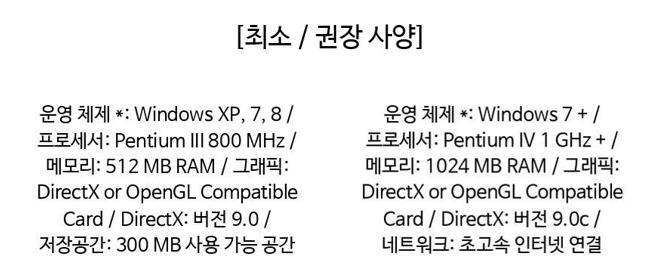 [최소 / 권장 사양]
운영 체제 *: Windows XP, 7, 8 /
프로세서: Pentium III 800 MHz /
메모리: 512 MB RAM / 그래픽:
DirectX or OpenGL Compatible
Card / DirectX: 버전 9.0 /
저장공간: 300 MB 사용 가능 공간
운영 체제 *: Windows 7 + /
프로세서: Pentium IV 1 GHz + /
메모리: 1024 MB RAM / 그래픽:
DirectX or OpenGL Compatible
Card / DirectX: 버전 9.0c /
네트워크: 초고속 인터넷 연결